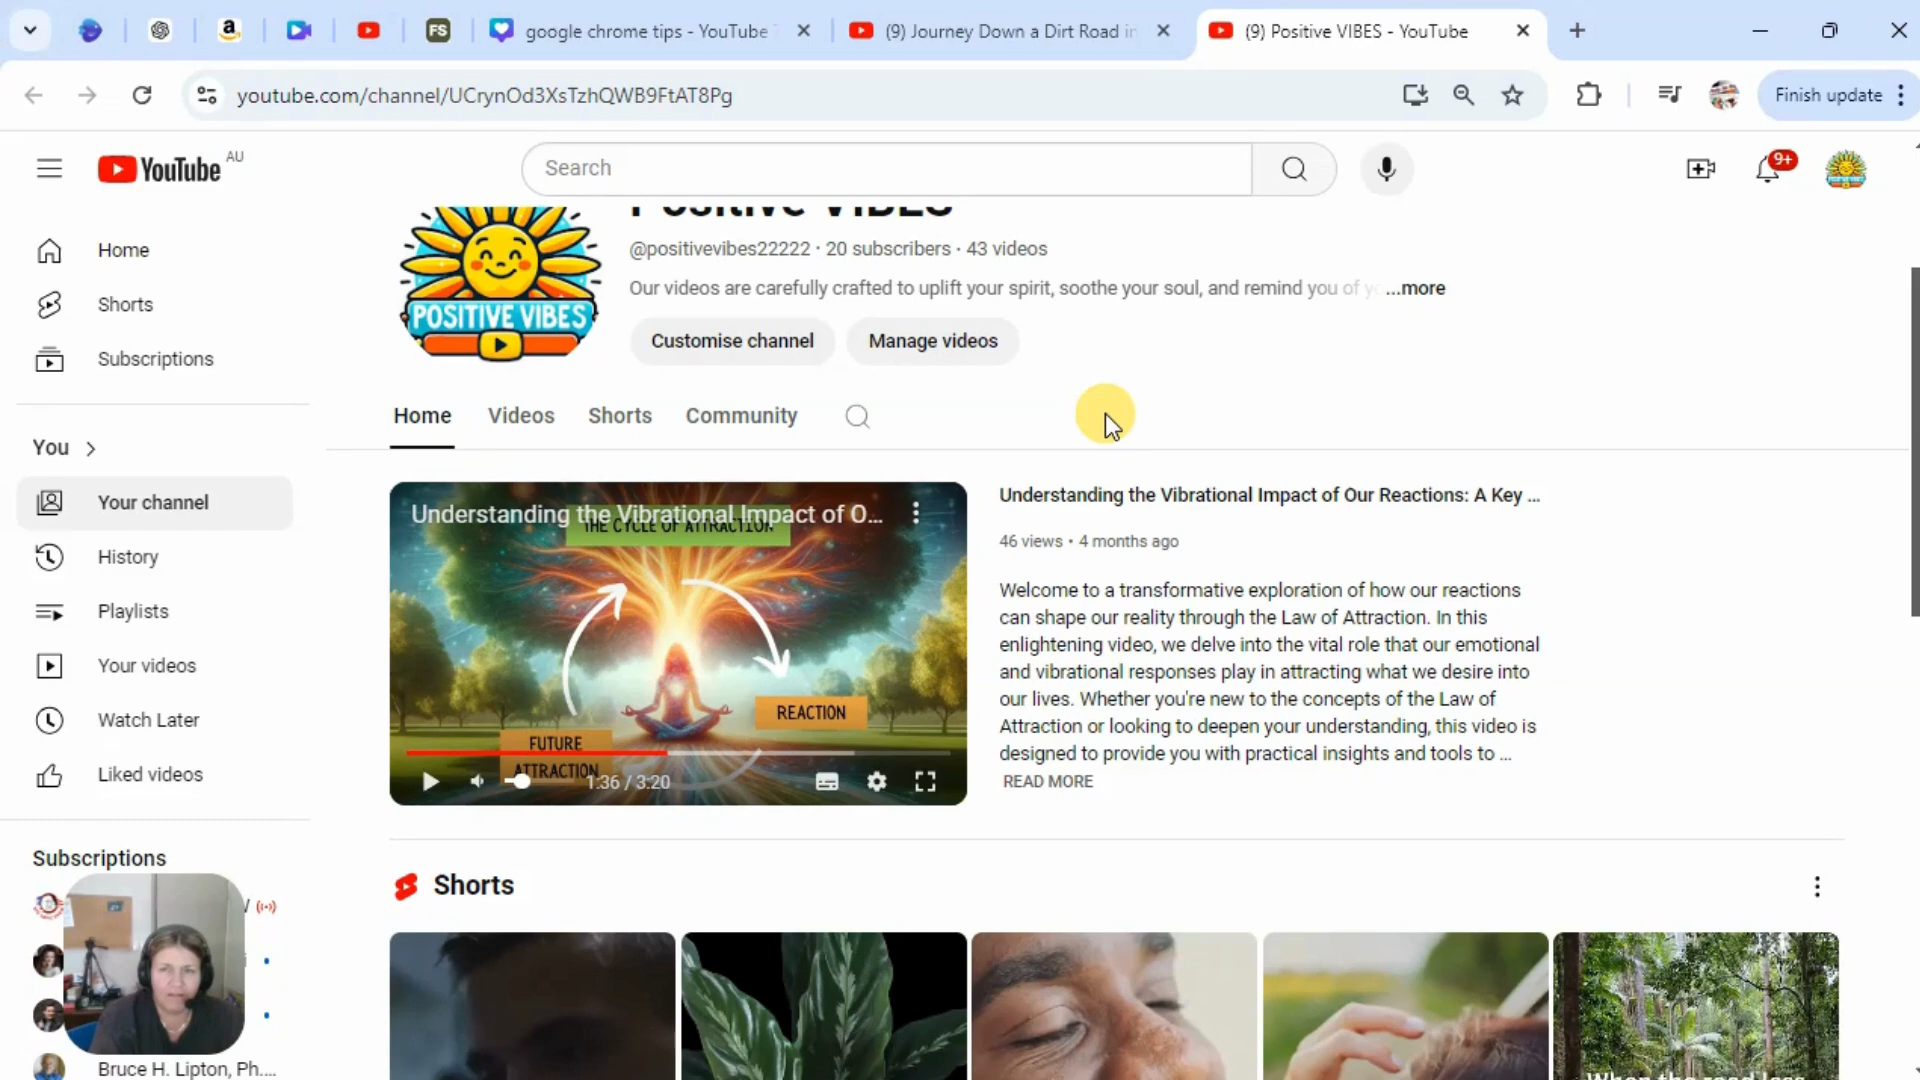 FS
google chrome tips - YouTube
(9) Journey Down a Dirt Road in
(9) Positive VIBES - YouTube
youtube.com/channel/UCrynOd3XsTzhQWB9FtAT8Pg
Finish update
YouTube AU
Search
9+
POSITIVE VIBES
Positive VIBES
@positivevibes22222 · 20 subscribers · 43 videos
Our videos are carefully crafted to uplift your spirit, soothe your soul, and remind you of ...more
Customise channel
Manage videos
Home
Shorts
Subscriptions
You
Your channel
History
Playlists
Your videos
Watch Later
Liked videos
Subscriptions
Bruce H. Lipton, Ph....
Home
Videos
Shorts
Community
Understanding the Vibrational Impact of O...
THE CYCLE OF ATTRACTION
REACTION
FUTURE
ATTRACTION
1:36 / 3:20
Understanding the Vibrational Impact of Our Reactions: A Key ...
46 views · 4 months ago
Welcome to a transformative exploration of how our reactions
can shape our reality through the Law of Attraction. In this
enlightening video, we delve into the vital role that our emotional
and vibrational responses play in attracting what we desire into
our lives. Whether you're new to the concepts of the Law of
Attraction or looking to deepen your understanding, this video is
designed to provide you with practical insights and tools to ...
READ MORE
Shorts
When the road less